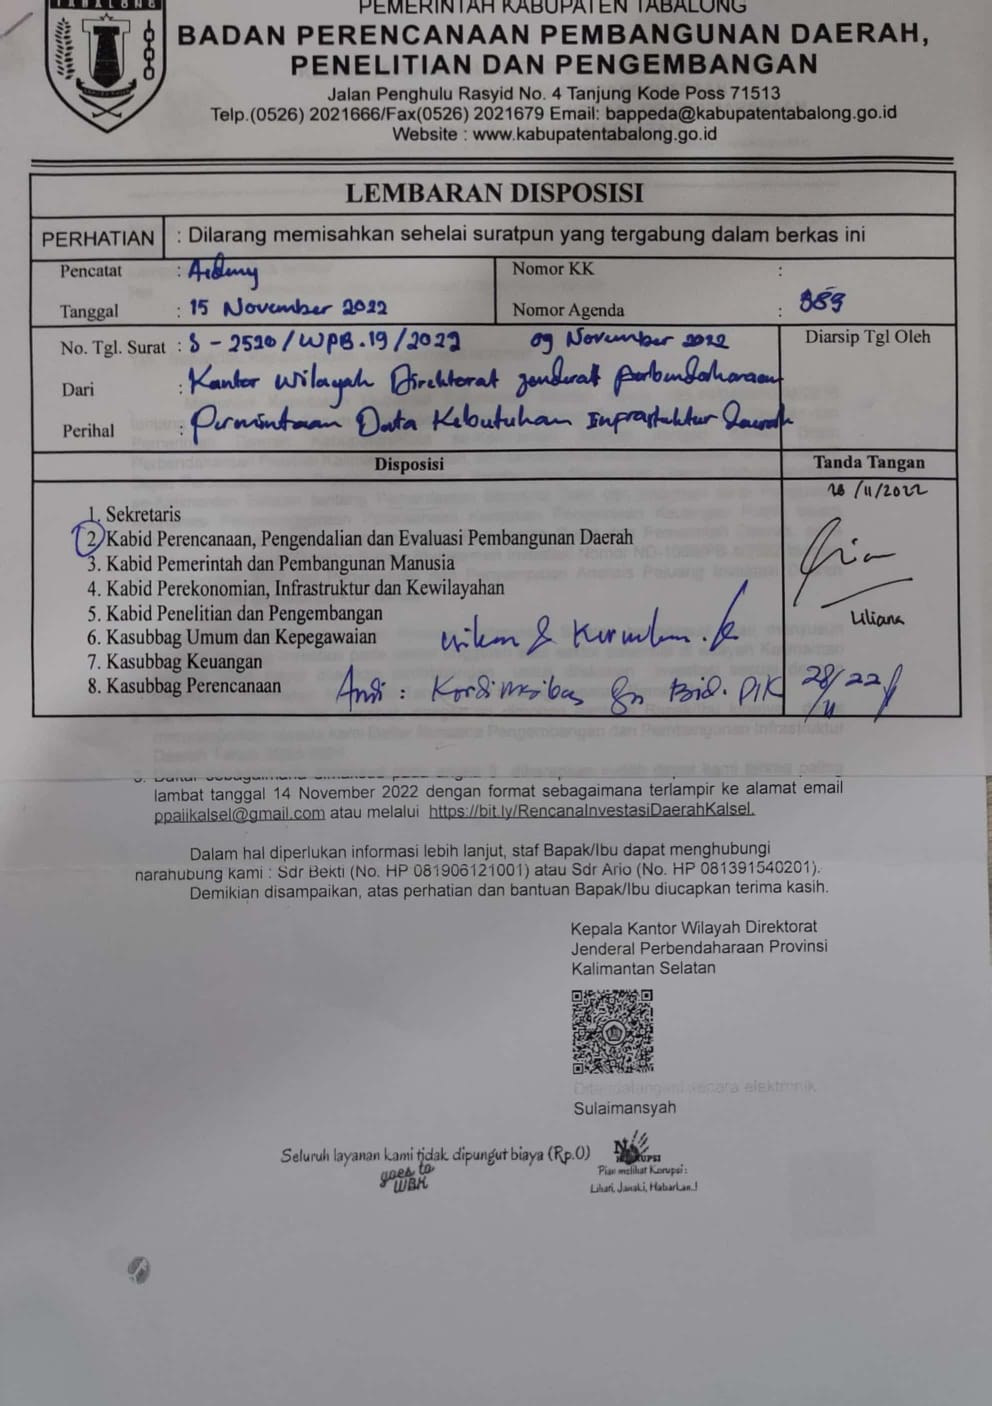 TABALONG
PEMERINTAH KABUPATEN TABALONG
BADAN PERENCANAAN PEMBANGUNAN DAERAH,
PENELITIAN DAN PENGEMBANGAN
Jalan Penghulu Rasyid No. 4 Tanjung Kode Poss 71513
Telp.(0526) 2021666/Fax(0526) 2021679 Email: bappeda@kabupatentabalong.go.id
Website : www.kabupatentabalong.go.id
LEMBARAN DISPOSISI
PERHATIAN : Dilarang memisahkan sehelai suratpun yang tergabung dalam berkas ini
Pencatat :
Nomor KK :
Tanggal : 15 November 2022
Nomor Agenda :
No. Tgl. Surat : S - 2520/WPB.19/2022 09 November 2022
Diarsip Tgl Oleh
Dari : Kantor Wilayah Direktorat Jenderal perbendaharaan
Perihal : Permintaan Data Kebutuhan Infrastuktur Daerah
Disposisi
Tanda Tangan
/11/2022
1. Sekretaris
2. Kabid Perencanaan, Pengendalian dan Evaluasi Pembangunan Daerah
3. Kabid Pemerintah dan Pembangunan Manusia
4. Kabid Perekonomian, Infrastruktur dan Kewilayahan
5. Kabid Penelitian dan Pengembangan
Liliana
6. Kasubbag Umum dan Kepegawaian
7. Kasubbag Keuangan
8. Kasubbag Perencanaan
Andi : Kordinasikan Bid. PIK
28/11 22
lambat tanggal 14 November 2022 dengan format sebagaimana terlampir ke alamat email
ppaiikalsel@gmail.com atau melalui https://bit.ly/RencanaInvestasiDaerahKalsel.
Dalam hal diperlukan informasi lebih lanjut, staf Bapak/Ibu dapat menghubungi
narahubung kami : Sdr Bekti (No. HP 081906121001) atau Sdr Ario (No. HP 081391540201).
Demikian disampaikan, atas perhatian dan bantuan Bapak/Ibu diucapkan terima kasih.
Kepala Kantor Wilayah Direktorat
Jenderal Perbendaharaan Provinsi
Kalimantan Selatan
Ditandatangani secara elektronik
Sulaimansyah
Seluruh layanan kami tidak dipungut biaya (Rp.0)
goes to
WBK
Pian melihat Korupsi:
Lihati, Janaki, Habarkan..!